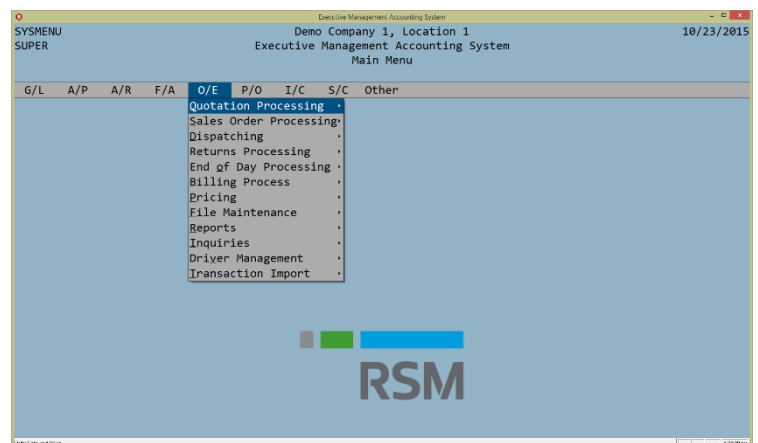 Executive Management Accounting System
SYSMENU Demo Company 1, Location 1 10/23/2015
SUPER Executive Management Accounting System
Main Menu
G/L A/P A/R F/A O/E P/O I/C S/C Other
Quotation Processing
Sales Order Processing
Dispatching
Returns Processing
End of Day Processing
Billing Process
Pricing
File Maintenance
Reports
Inquiries
Driver Management
Transaction Import
RSM